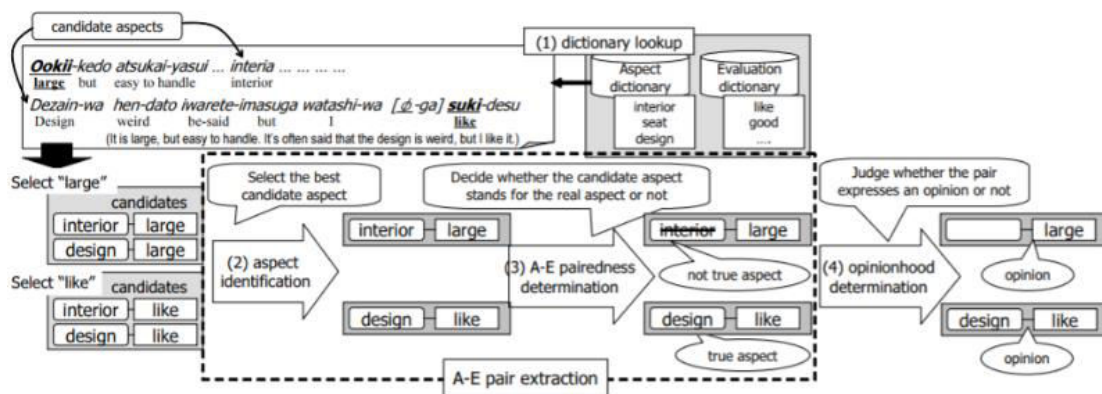 candidate aspects
(1) dictionary lookup
Ookii-kedo atsukai-yasui ... interia ... ... ... ...
large but easy to handle interior
Dezain-wa hen-dato iwarete-imasuga watashi-wa [ϕ-ga] suki-desu
Design weird be-said but I like
(It is large, but easy to handle. It's often said that the design is weird, but I like it.)
Aspect
dictionary
interior
seat
design
Evaluation
dictionary
like
good
....
Select "large"
candidates
interior large
design large
Select "like"
candidates
interior like
design like
Select the best
candidate aspect
(2) aspect
identification
interior large
design like
Decide whether the candidate aspect
stands for the real aspect or not
(3) A-E pairedness
determination
interior large
not true aspect
design like
true aspect
A-E pair extraction
Judge whether the pair
expresses an opinion or not
(4) opinionhood
determination
large
opinion
design like
opinion